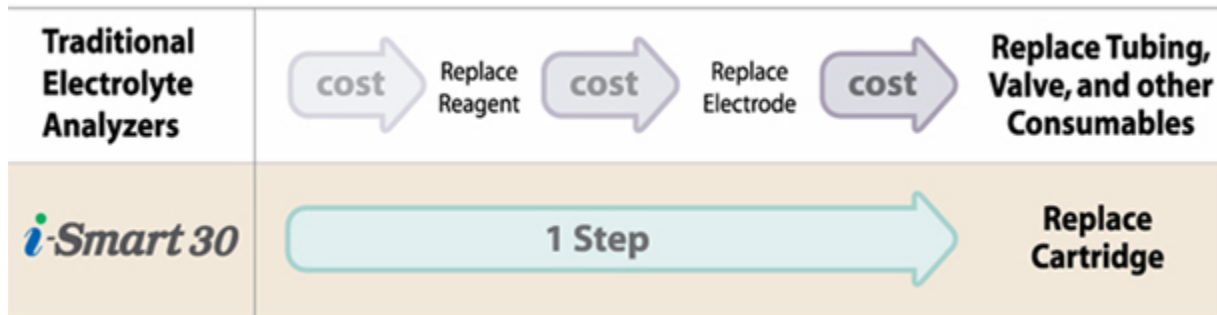 Traditional
Electrolyte
Analyzers
cost
Replace
Reagent
cost
Replace
Electrode
cost
Replace Tubing,
Valve, and other
Consumables
i-Smart 30
1 Step
Replace
Cartridge